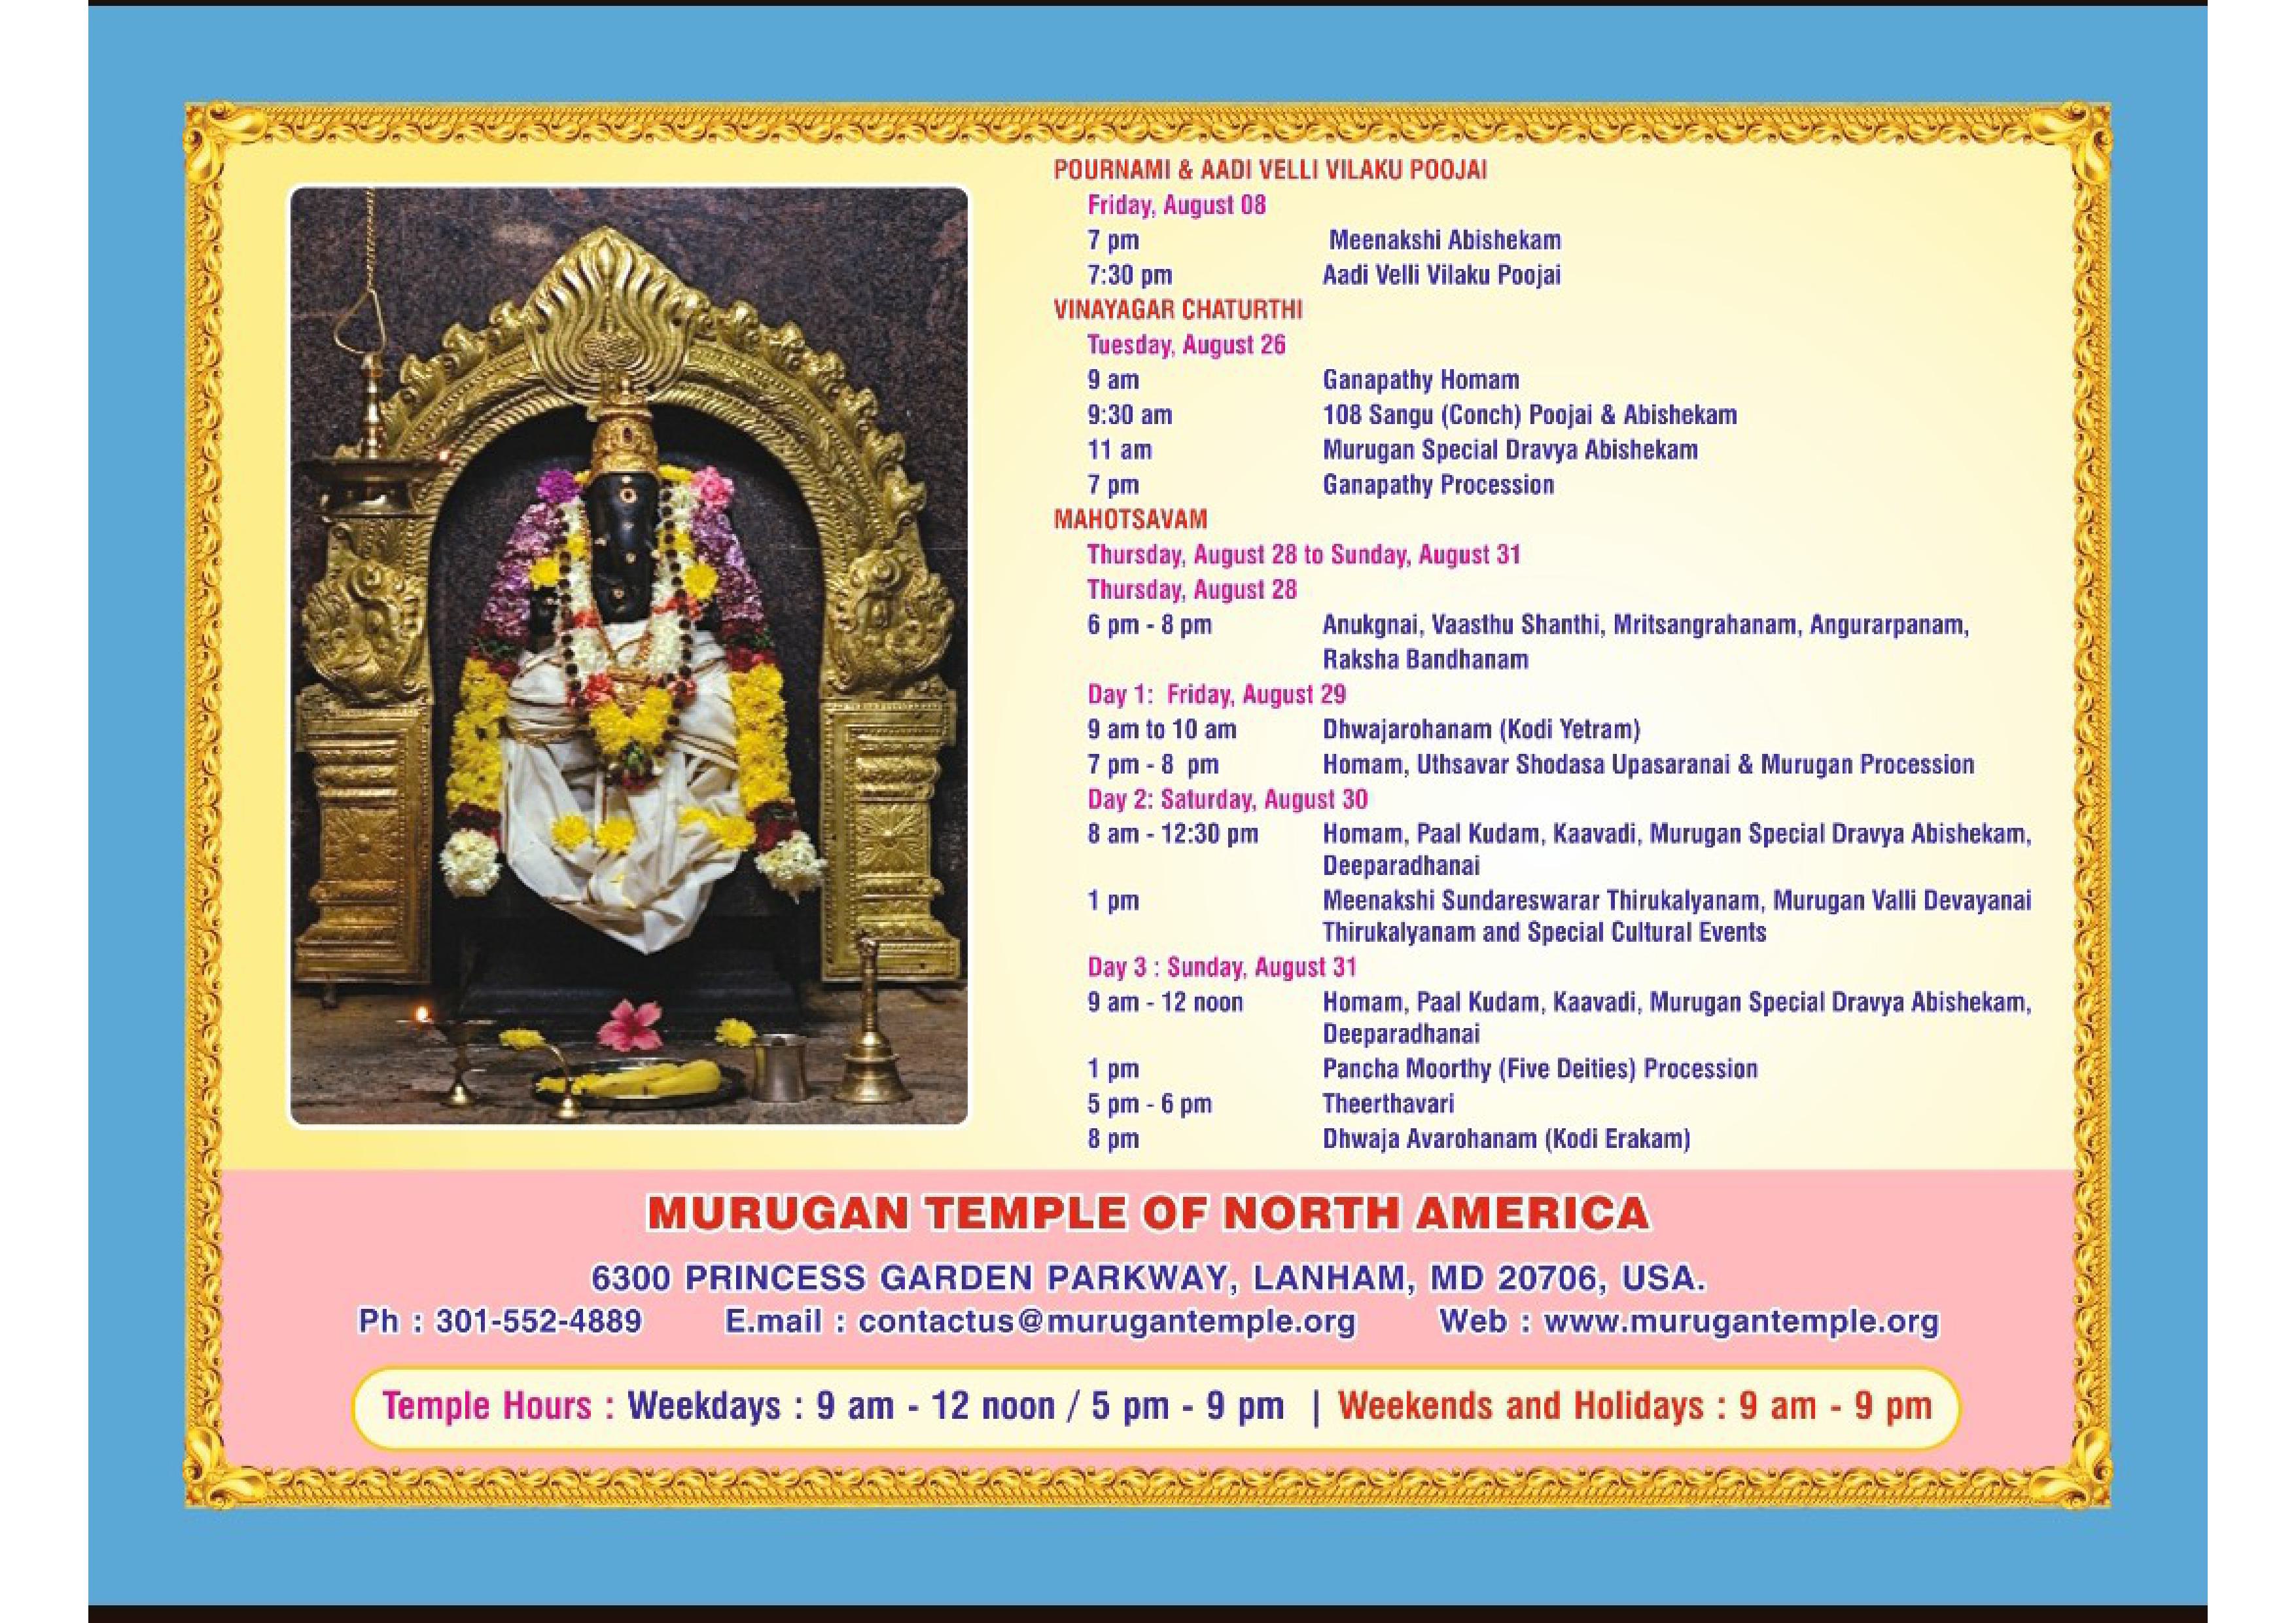 POURNAMI & AADI VELLI VILAKU POOJAI
Friday, August 08
7 pm Meenakshi Abishekam
7:30 pm Aadi Velli Vilaku Poojai
VINAYAGAR CHATURTHI
Tuesday, August 26
9 am Ganapathy Homam
9:30 am 108 Sangu (Conch) Poojai & Abishekam
11 am Murugan Special Dravya Abishekam
7 pm Ganapathy Procession
MAHOTSAVAM
Thursday, August 28 to Sunday, August 31
Thursday, August 28
6 pm - 8 pm Anukgnai, Vaasthu Shanthi, Mritsangrahanam, Angurarpanam,
Raksha Bandhanam
Day 1: Friday, August 29
9 am to 10 am Dhwajarohanam (Kodi Yetram)
7 pm - 8 pm Homam, Uthsavar Shodasa Upasaranai & Murugan Procession
Day 2: Saturday, August 30
8 am - 12:30 pm Homam, Paal Kudam, Kaavadi, Murugan Special Dravya Abishekam,
Deeparadhanai
1 pm Meenakshi Sundareswarar Thirukalyanam, Murugan Valli Devayanai
Thirukalyanam and Special Cultural Events
Day 3 : Sunday, August 31
9 am - 12 noon Homam, Paal Kudam, Kaavadi, Murugan Special Dravya Abishekam,
Deeparadhanai
1 pm Pancha Moorthy (Five Deities) Procession
5 pm - 6 pm Theerthavari
8 pm Dhwaja Avarohanam (Kodi Erakam)
MURUGAN TEMPLE OF NORTH AMERICA
6300 PRINCESS GARDEN PARKWAY, LANHAM, MD 20706, USA.
Ph : 301-552-4889 E.mail : contactus@murugantemple.org Web : www.murugantemple.org
Temple Hours : Weekdays : 9 am - 12 noon / 5 pm - 9 pm | Weekends and Holidays : 9 am - 9 pm